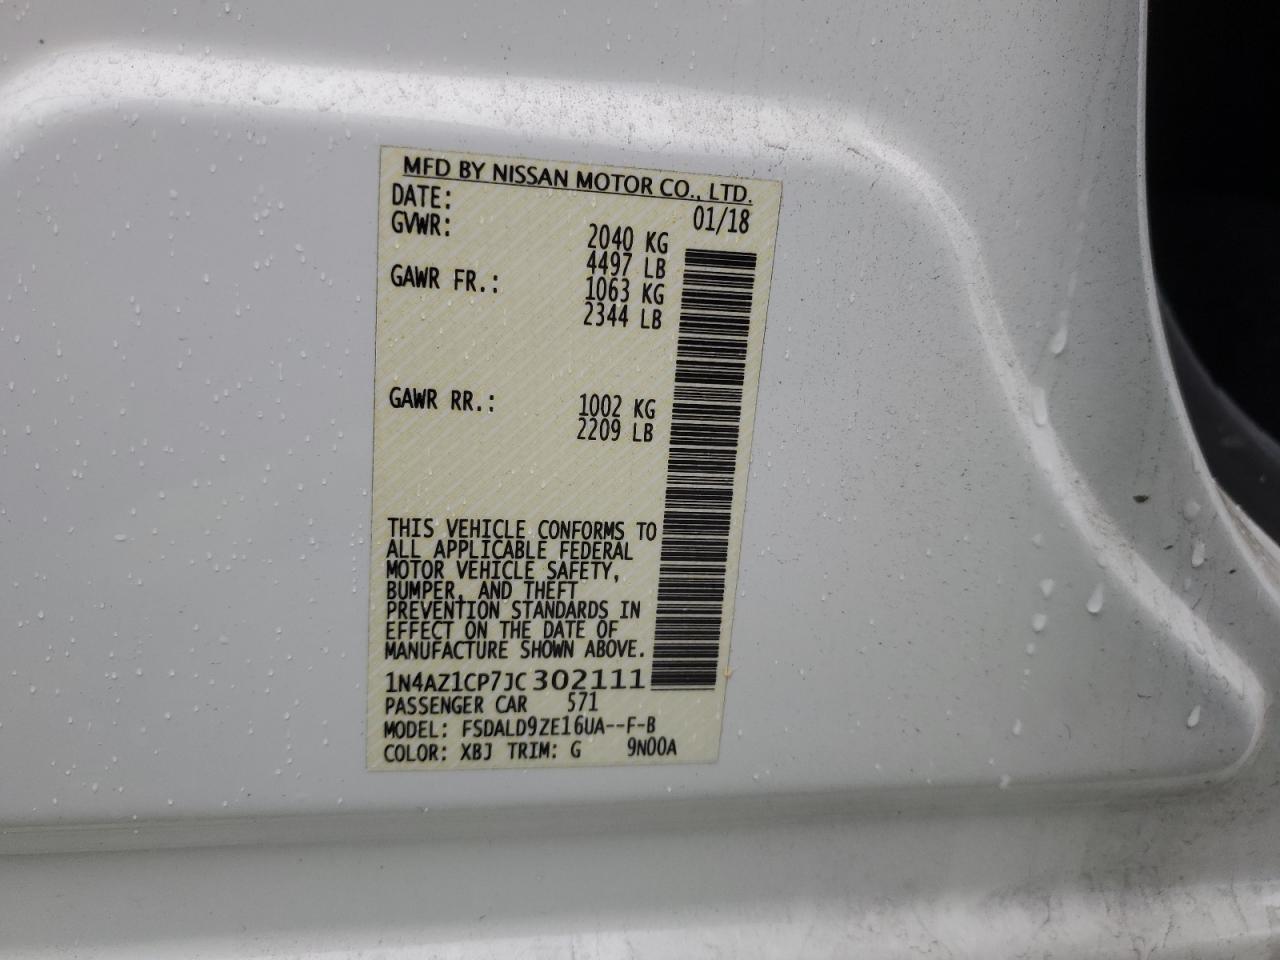 MFD BY NISSAN MOTOR CO., LTD.
DATE: 01/18
GVWR: 2040 KG
4497 LB
GAWR FR.: 1063 KG
2344 LB
GAWR RR.: 1002 KG
2209 LB
THIS VEHICLE CONFORMS TO
ALL APPLICABLE FEDERAL
MOTOR VEHICLE SAFETY,
BUMPER, AND THEFT
PREVENTION STANDARDS IN
EFFECT ON THE DATE OF
MANUFACTURE SHOWN ABOVE.
1N4AZ1CP7JC302111
PASSENGER CAR 571
MODEL: FSDALD9ZE16UA--F-B
COLOR: XBJ TRIM: G 9N00A